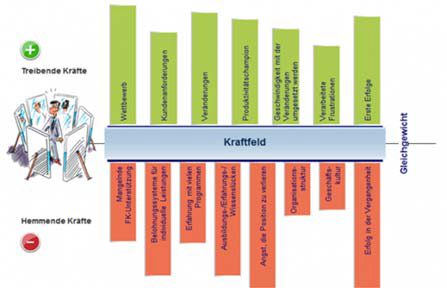 Treibende Kräfte
Wettbewerb
Kundenanforderungen
Veränderungen
Produktivitätschampion
Geschwindigkeit mit der
Veränderungen
umgesetzt werden
Verarbeitete
Frustrationen
Erste Erfolge
Kraftfeld
Gleichgewicht
Mangelnde
FK-Unterstützung
Belohnungssysteme für
individuelle Leistungen
Erfahrung mit vielen
Programmen
Ausbildungs-/Erfahrungs-/
Wissenslücken
Angst, die Position zu verlieren
Organisations-
struktur
Geschäfts-
kultur
Erfolg in der Vergangenheit
Hemmende Kräfte